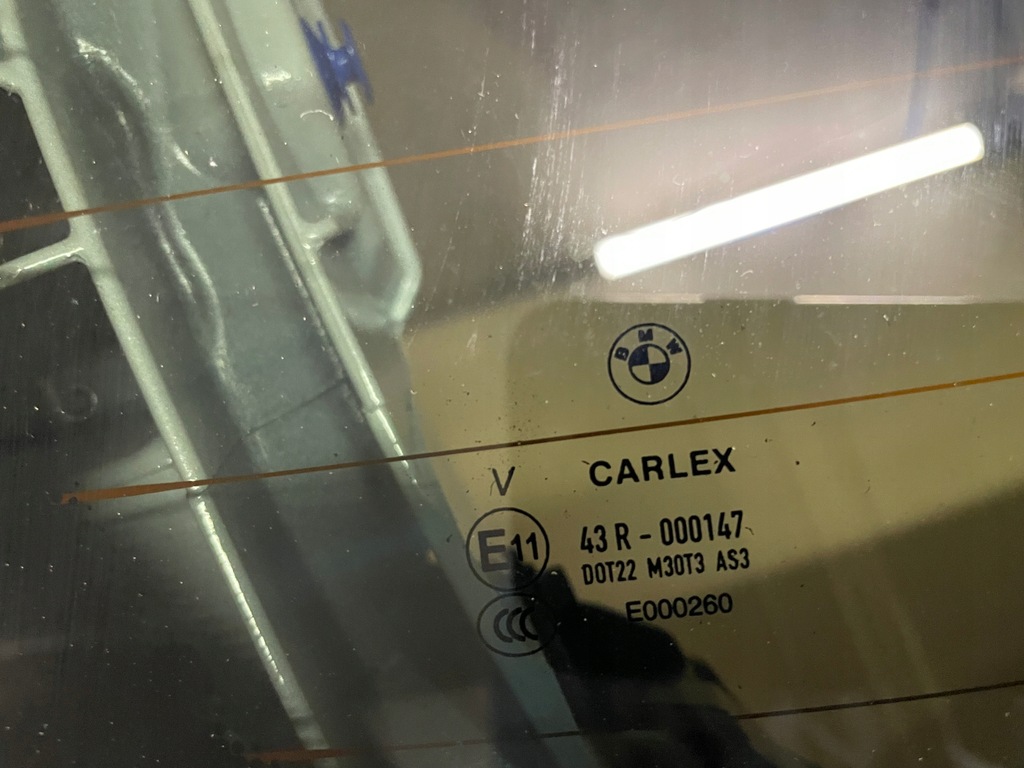 BMW
V CARLEX
E11 43 R - 000147
DOT22 M30T3 AS3
CCC E000260